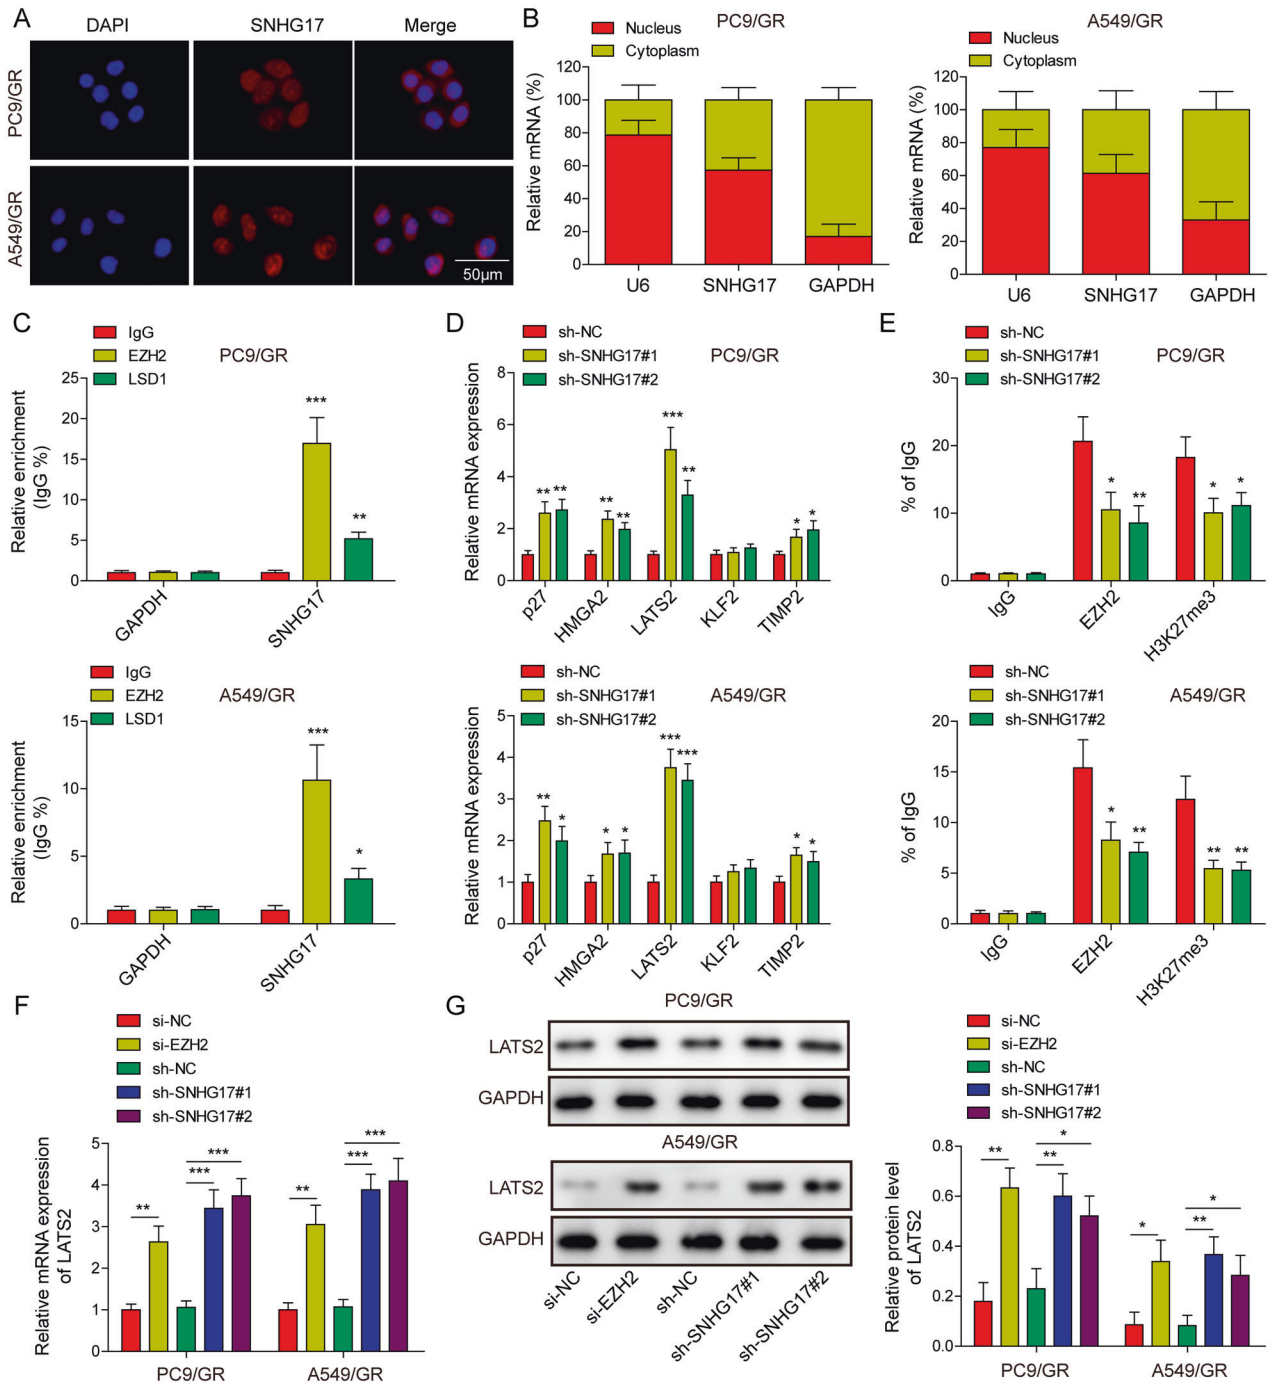 A
DAPI
SNHG17
Merge
PC9/GR
A549/GR
50μm
B
Nucleus
Cytoplasm
PC9/GR
Relative mRNA (%)
120
100
80
60
40
20
0
U6
SNHG17
GAPDH
Nucleus
Cytoplasm
A549/GR
Relative mRNA (%)
120
100
80
60
40
20
0
U6
SNHG17
GAPDH
C
IgG
EZH2
LSD1
PC9/GR
Relative enrichment
(IgG %)
25
20
15
10
5
0
***
**
GAPDH
SNHG17
IgG
EZH2
LSD1
A549/GR
Relative enrichment
(IgG %)
15
10
5
0
***
*
GAPDH
SNHG17
D
sh-NC
sh-SNHG17#1
sh-SNHG17#2
PC9/GR
Relative mRNA expression
8
6
4
2
0
** **
** **
*** **
* *
p27
HMGA2
LATS2
KLF2
TIMP2
sh-NC
sh-SNHG17#1
sh-SNHG17#2
A549/GR
Relative mRNA expression
5
4
3
2
1
0
** *
* *
*** ***
* *
p27
HMGA2
LATS2
KLF2
TIMP2
E
sh-NC
sh-SNHG17#1
sh-SNHG17#2
PC9/GR
% of IgG
30
20
10
0
* **
* *
IgG
EZH2
H3K27me3
sh-NC
sh-SNHG17#1
sh-SNHG17#2
A549/GR
% of IgG
20
15
10
5
0
* **
** **
IgG
EZH2
H3K27me3
F
si-NC
si-EZH2
sh-NC
sh-SNHG17#1
sh-SNHG17#2
Relative mRNA expression
of LATS2
5
4
3
2
1
0
**
***
***
**
***
***
PC9/GR
A549/GR
G
PC9/GR
LATS2
GAPDH
A549/GR
LATS2
GAPDH
si-NC
si-EZH2
sh-NC
sh-SNHG17#1
sh-SNHG17#2
si-NC
si-EZH2
sh-NC
sh-SNHG17#1
sh-SNHG17#2
Relative protein level
of LATS2
0.8
0.6
0.4
0.2
0.0
**
**
*
*
**
*
PC9/GR
A549/GR